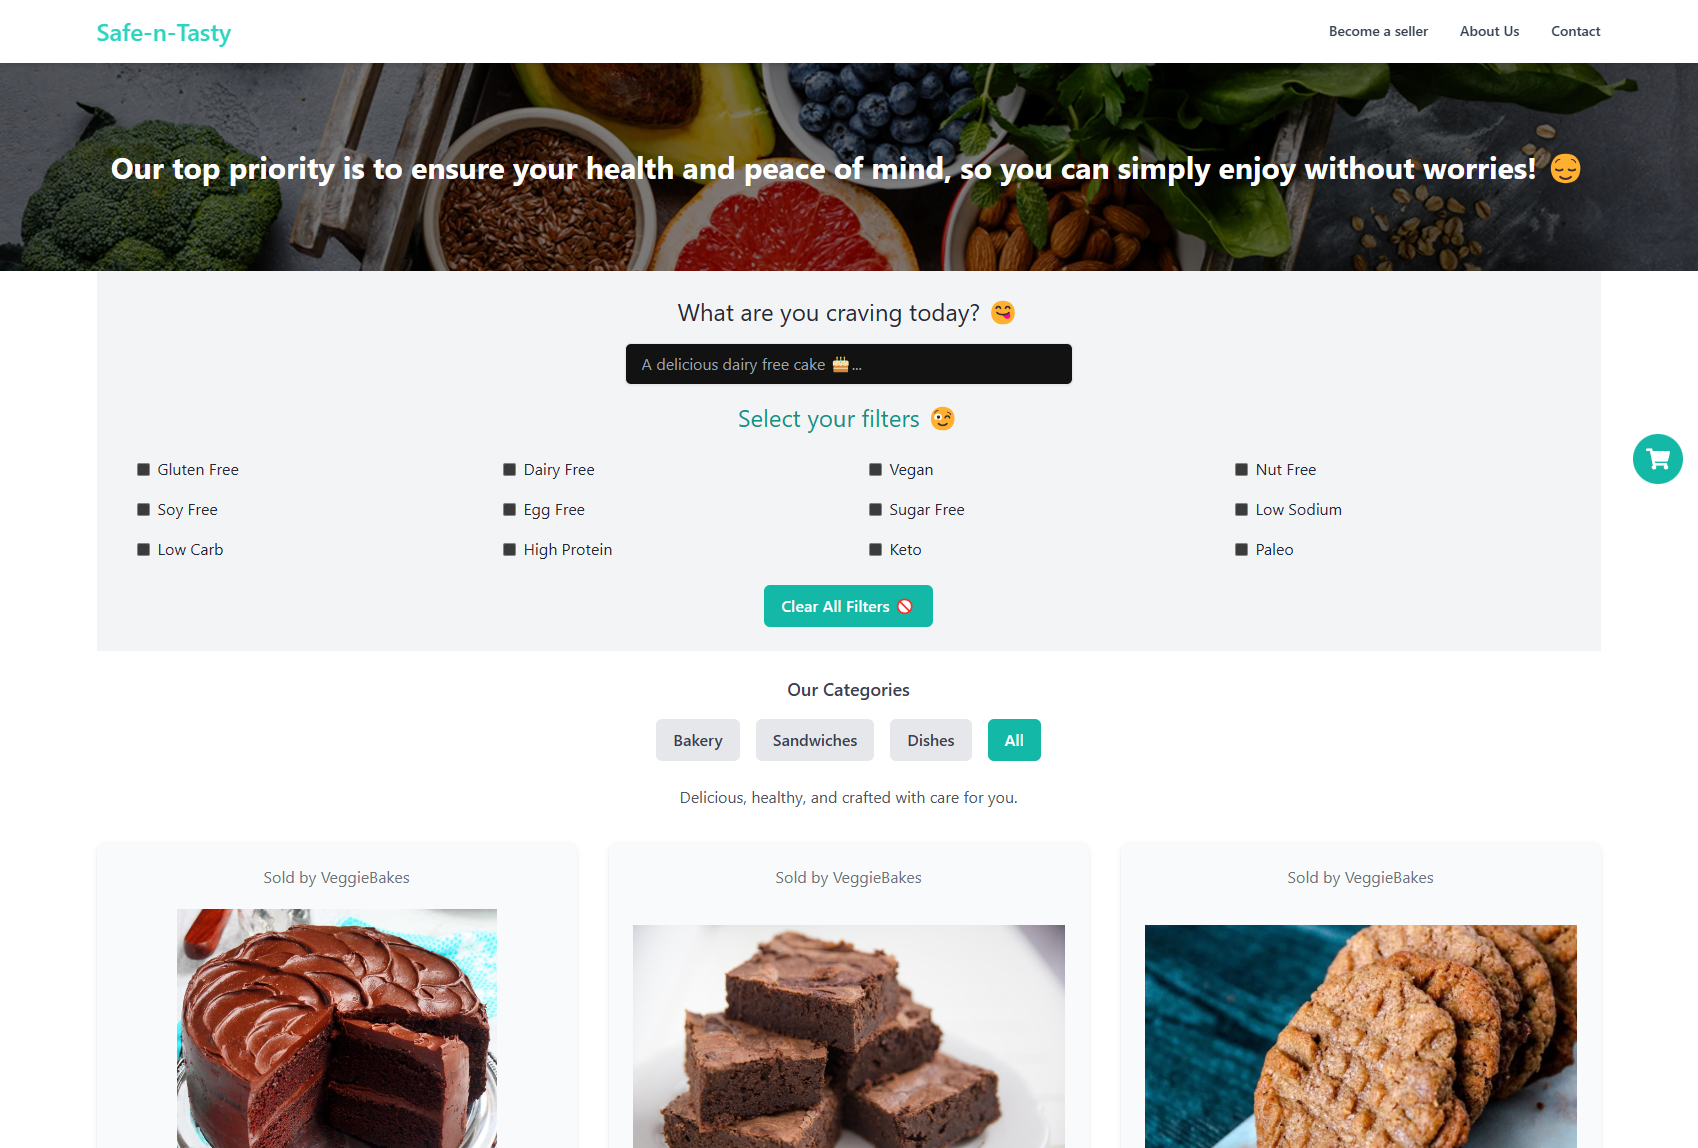 Safe-n-Tasty
Become a seller
About Us
Contact
Our top priority is to ensure your health and peace of mind, so you can simply enjoy without worries! 😌
What are you craving today? 😋
A delicious dairy free cake 🎂...
Select your filters 😉
Gluten Free
Dairy Free
Vegan
Nut Free
Soy Free
Egg Free
Sugar Free
Low Sodium
Low Carb
High Protein
Keto
Paleo
Clear All Filters 🚫
Our Categories
Bakery
Sandwiches
Dishes
All
Delicious, healthy, and crafted with care for you.
Sold by VeggieBakes
Sold by VeggieBakes
Sold by VeggieBakes